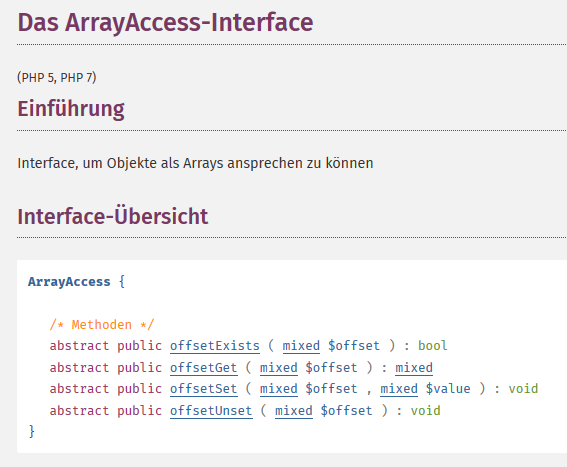 Das ArrayAccess-Interface
(PHP 5, PHP 7)
Einführung
Interface, um Objekte als Arrays ansprechen zu können
Interface-Übersicht
ArrayAccess {
/* Methoden */
abstract public offsetExists ( mixed $offset ) : bool
abstract public offsetGet ( mixed $offset ) : mixed
abstract public offsetSet ( mixed $offset , mixed $value ) : void
abstract public offsetUnset ( mixed $offset ) : void
}